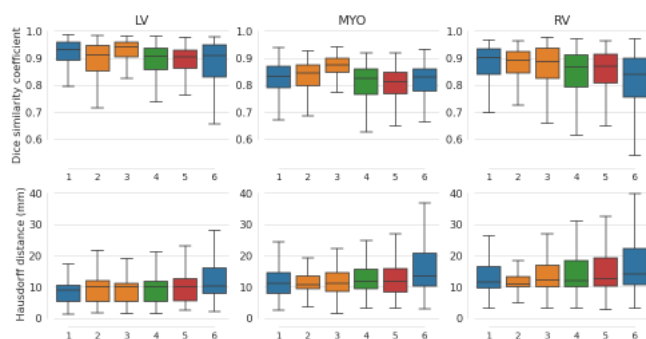 LV MYO RV
Dice similarity coefficient
1.0 1.0 1.0
0.9 0.9 0.9
0.8 0.8 0.8
0.7 0.7 0.7
0.6 0.6 0.6
1 2 3 4 5 6 1 2 3 4 5 6 1 2 3 4 5 6
Hausdorff distance (mm)
40 40 40
30 30 30
20 20 20
10 10 10
0 0 0
1 2 3 4 5 6 1 2 3 4 5 6 1 2 3 4 5 6